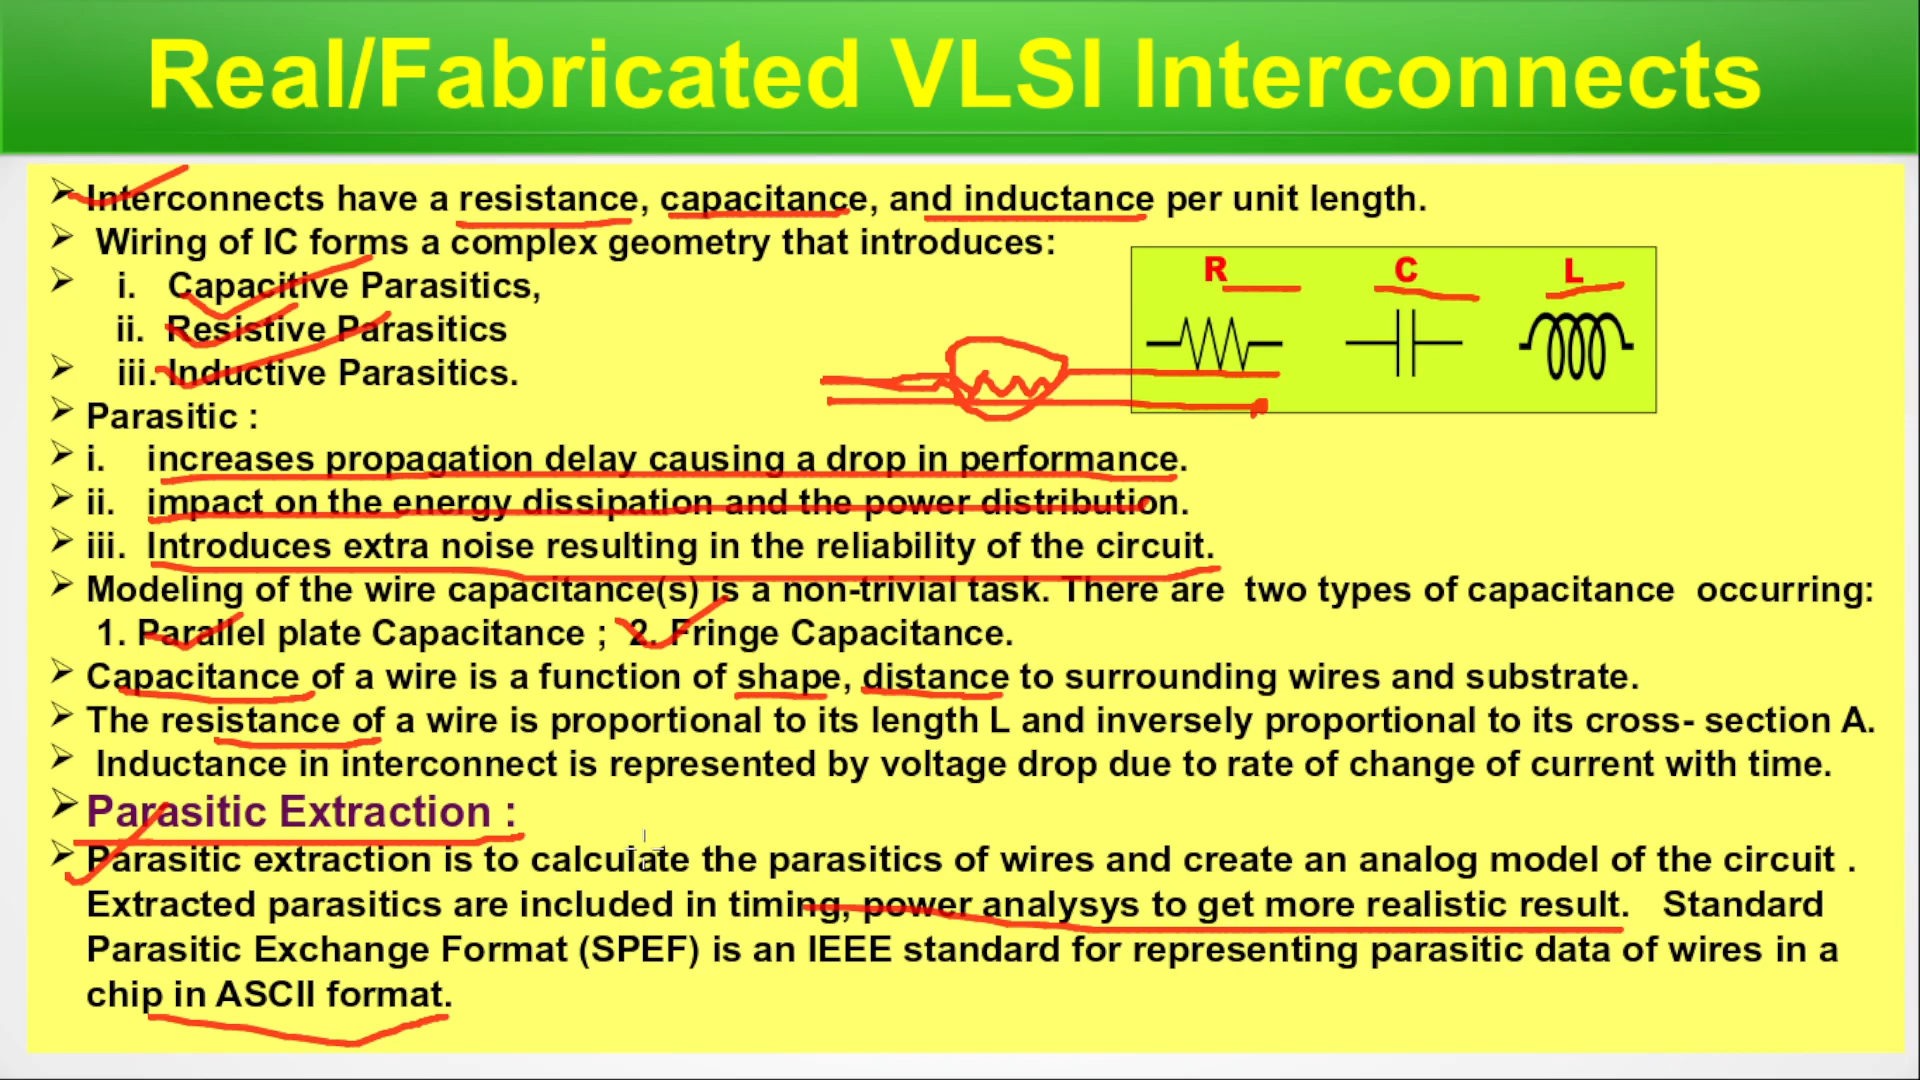 Real/Fabricated VLSI Interconnects
Interconnects have a resistance, capacitance, and inductance per unit length.
Wiring of IC forms a complex geometry that introduces:
i. Capacitive Parasitics,
ii. Resistive Parasitics
iii. Inductive Parasitics.
R C L
Parasitic :
i. increases propagation delay causing a drop in performance.
ii. impact on the energy dissipation and the power distribution.
iii. Introduces extra noise resulting in the reliability of the circuit.
Modeling of the wire capacitance(s) is a non-trivial task. There are two types of capacitance occurring:
1. Parallel plate Capacitance ; 2. Fringe Capacitance.
Capacitance of a wire is a function of shape, distance to surrounding wires and substrate.
The resistance of a wire is proportional to its length L and inversely proportional to its cross- section A.
Inductance in interconnect is represented by voltage drop due to rate of change of current with time.
Parasitic Extraction :
Parasitic extraction is to calculate the parasitics of wires and create an analog model of the circuit .
Extracted parasitics are included in timing, power analysys to get more realistic result. Standard
Parasitic Exchange Format (SPEF) is an IEEE standard for representing parasitic data of wires in a
chip in ASCII format.